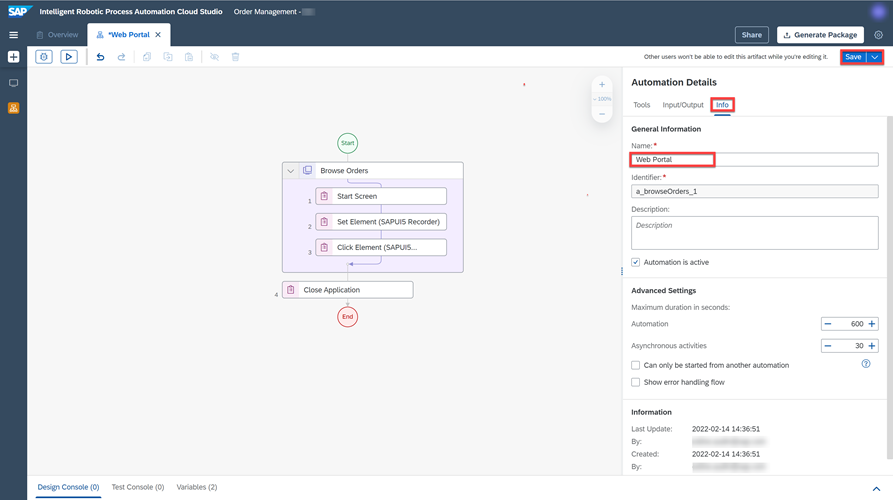 SAP Intelligent Robotic Process Automation Cloud Studio Order Management -
Overview *Web Portal Share Generate Package
Other users won't be able to edit this artifact while you're editing it. Save
Automation Details
Tools Input/Output Info
General Information
Name:*
Web Portal
Identifier:*
a_browseOrders_1
Description:
Description
Automation is active
Advanced Settings
Maximum duration in seconds:
Automation 600
Asynchronous activities 30
Can only be started from another automation
Show error handling flow
Information
Last Update: 2022-02-14 14:36:51
By:
Created: 2022-02-14 14:36:51
By:
100%
Start
Browse Orders
1 Start Screen
2 Set Element (SAPUI5 Recorder)
3 Click Element (SAPUI5...
4 Close Application
End
Design Console (0) Test Console (0) Variables (2)